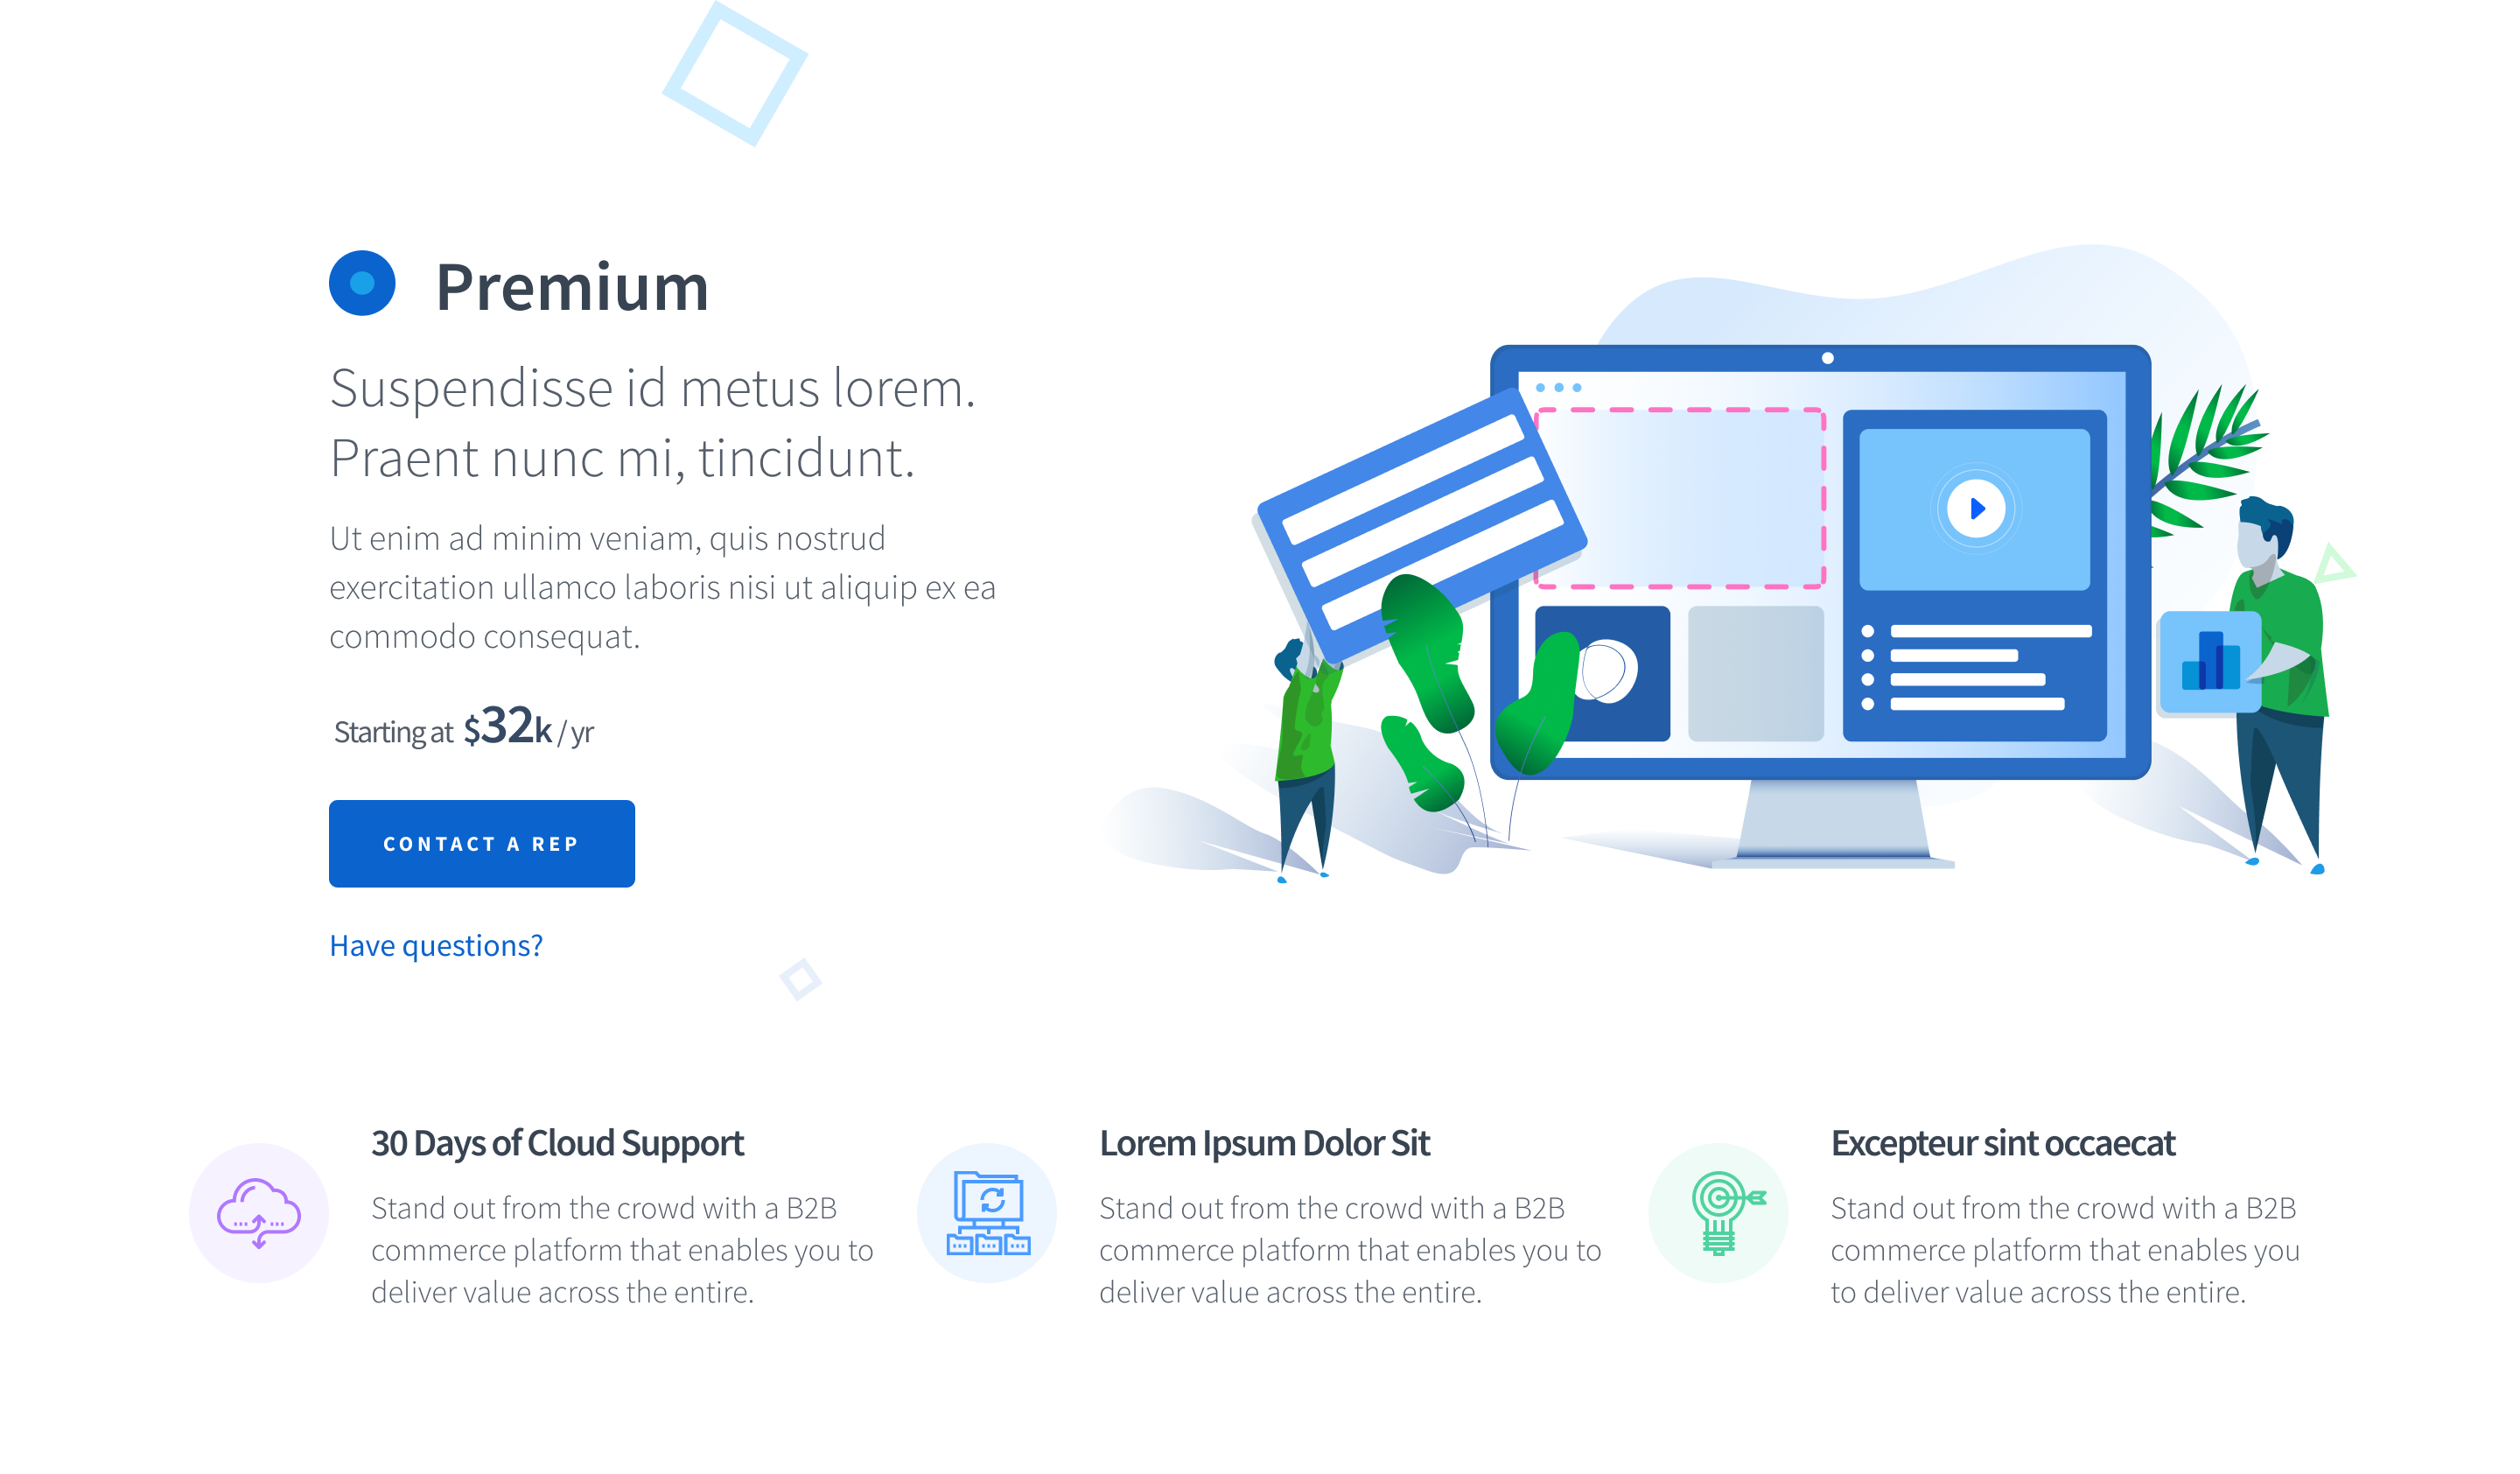 Premium
Suspendisse id metus lorem.
Praent nunc mi, tincidunt.
Ut enim ad minim veniam, quis nostrud
exercitation ullamco laboris nisi ut aliquip ex ea
commodo consequat.
Starting at $32k / yr
CONTACT A REP
Have questions?
30 Days of Cloud Support
Stand out from the crowd with a B2B
commerce platform that enables you to
deliver value across the entire.
Lorem Ipsum Dolor Sit
Stand out from the crowd with a B2B
commerce platform that enables you to
deliver value across the entire.
Excepteur sint occaecat
Stand out from the crowd with a B2B
commerce platform that enables you
to deliver value across the entire.